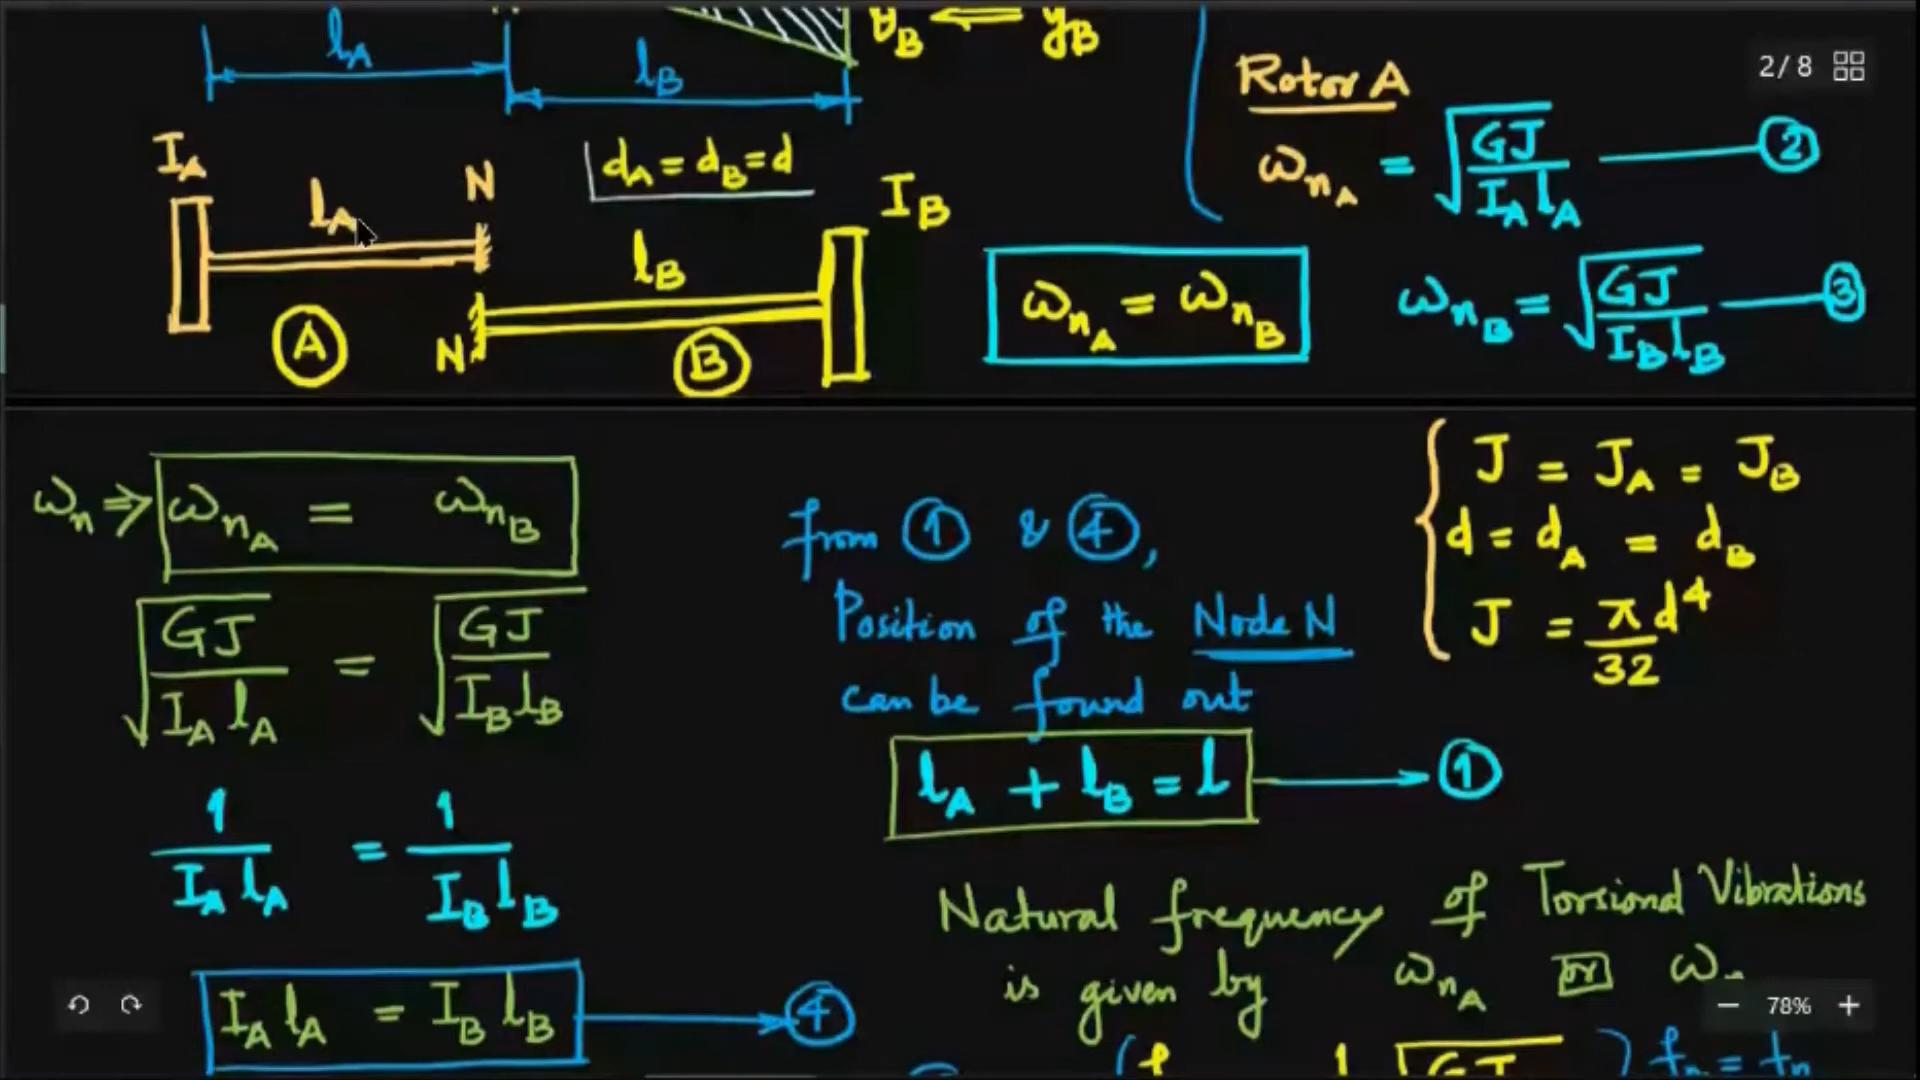 l_A
l_B
θ_B ⇐ y_B
Rotor A
2/8
ω_nA = √(GJ / I_A l_A) — ②
I_A
l_A
N
d_A = d_B = d
I_B
l_B
N
Ⓐ
Ⓑ
ω_nA = ω_nB
ω_nB = √(GJ / I_B l_B) — ③
ω_n ⇒ ω_nA = ω_nB
√(GJ / I_A l_A) = √(GJ / I_B l_B)
1 / I_A l_A = 1 / I_B l_B
I_A l_A = I_B l_B → ④
from ① & ④,
Position of the Node N
can be found out
l_A + l_B = l → ①
J = J_A = J_B
d = d_A = d_B
J = π/32 d⁴
Natural frequency of Torsional Vibrations
is given by ω_nA or ω
− 78% +